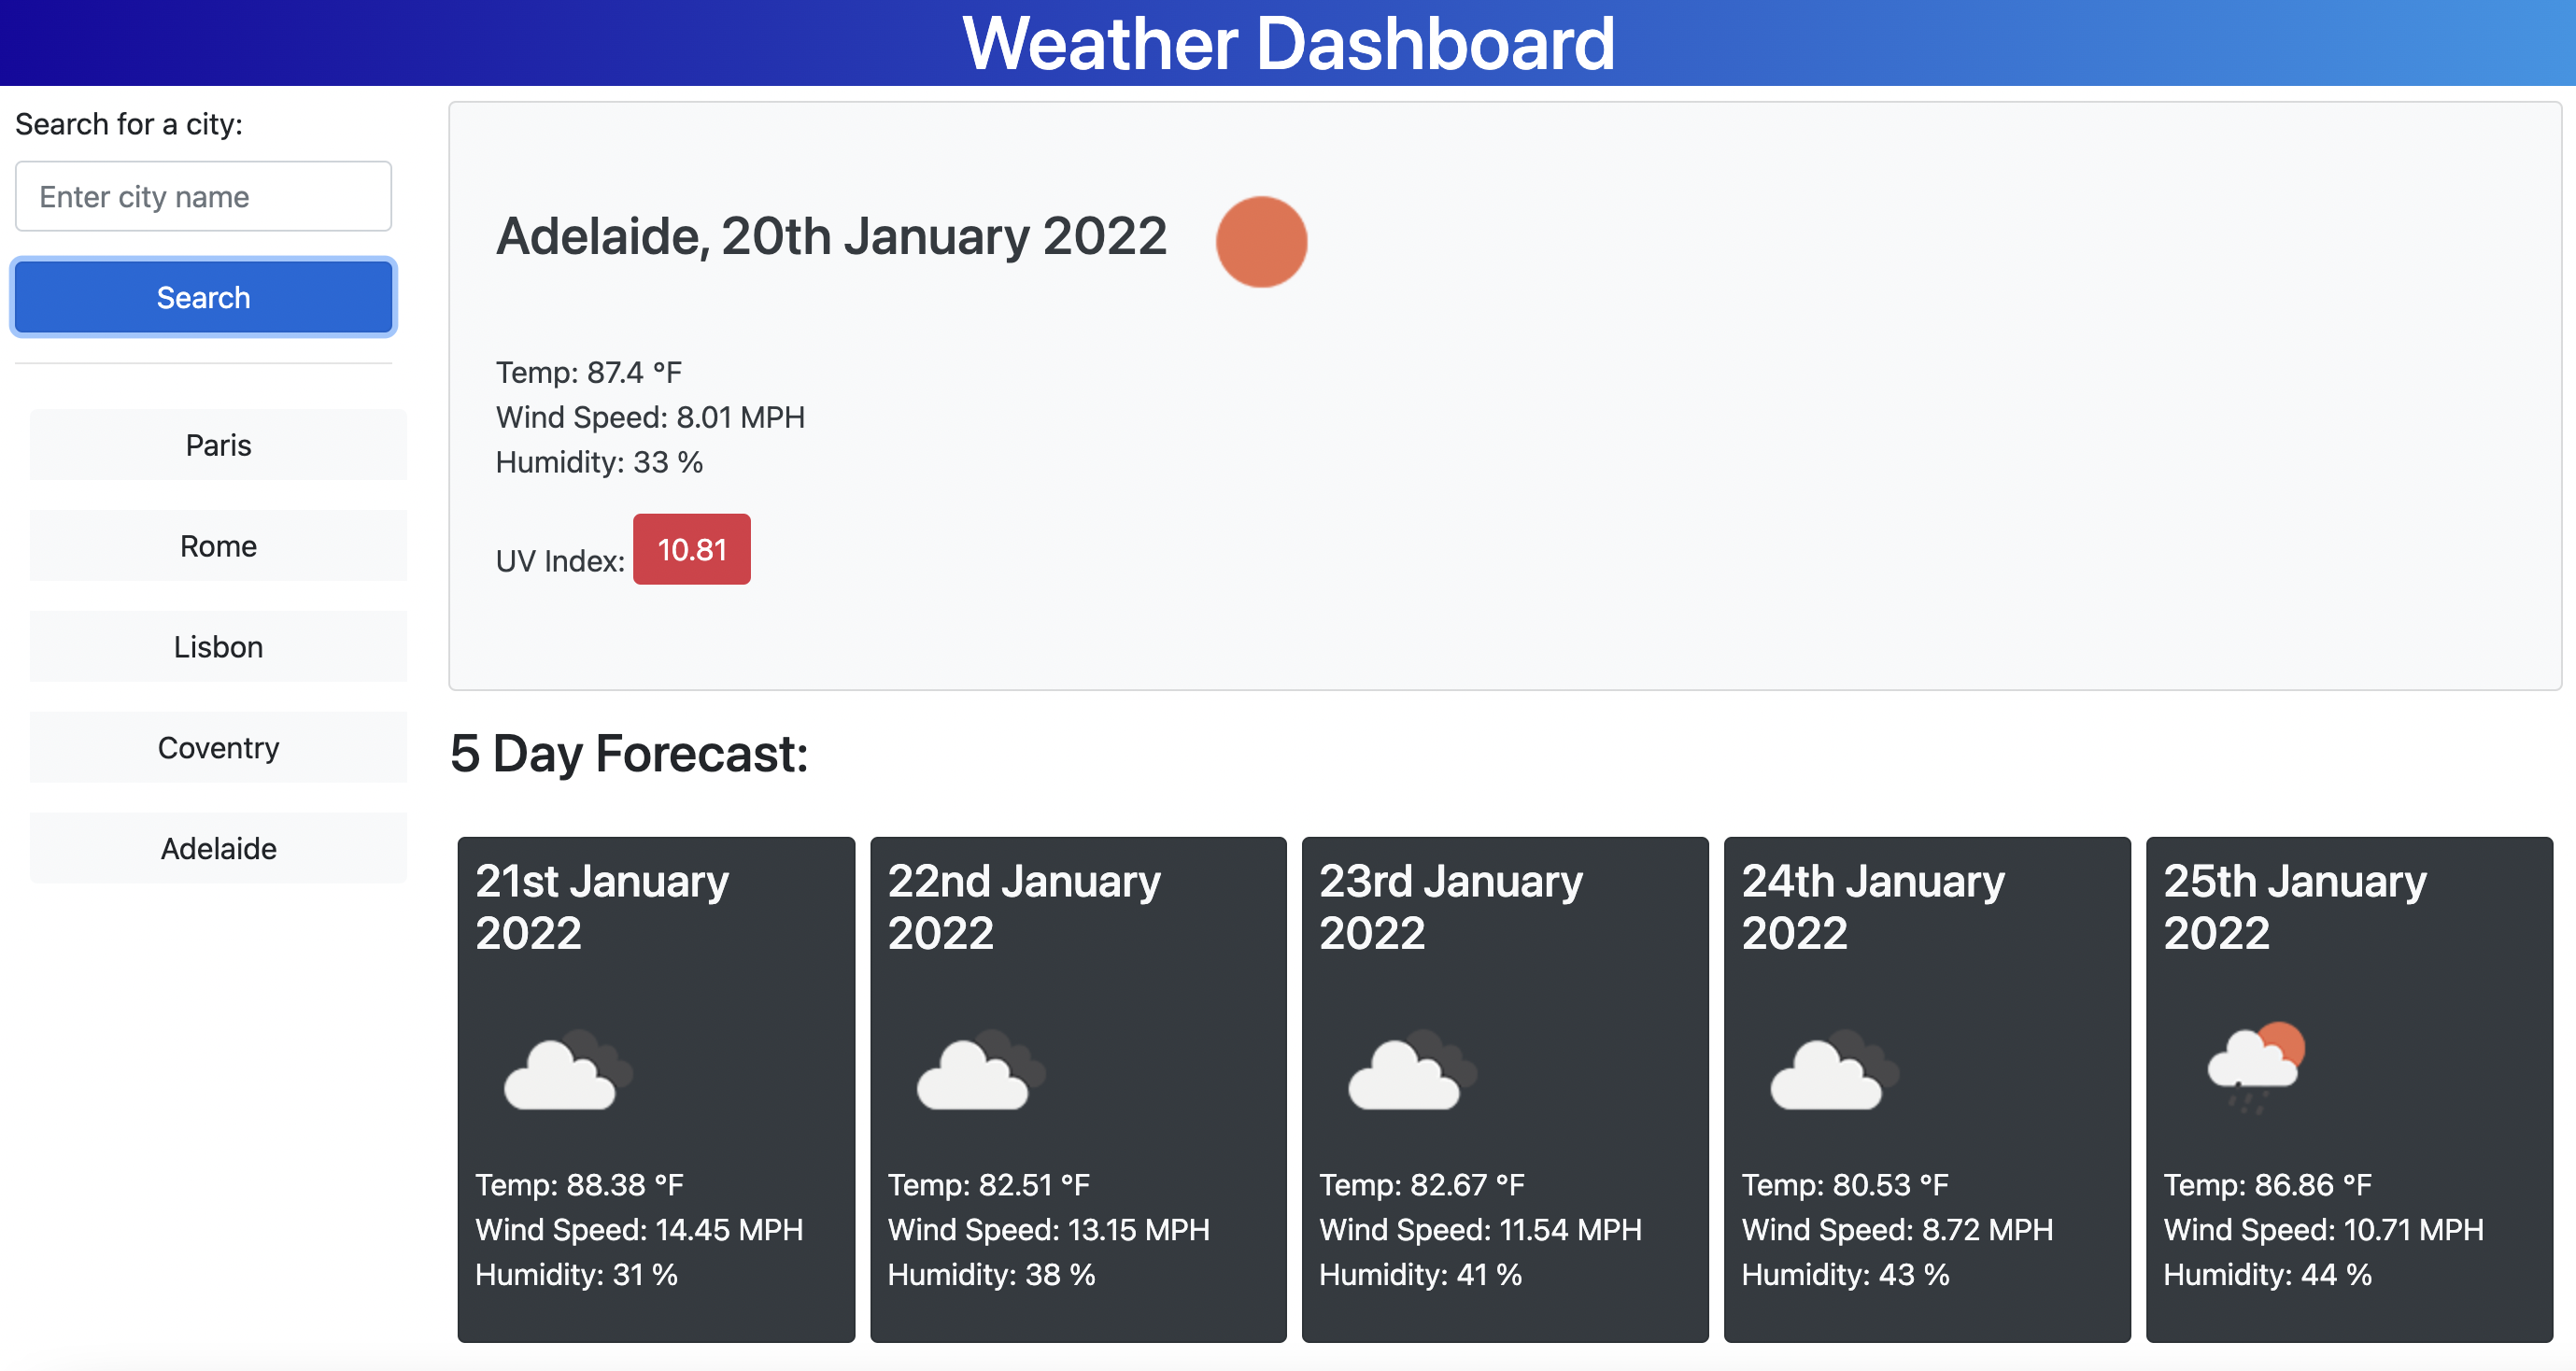 Weather Dashboard
Search for a city:
Enter city name
Search
Paris
Rome
Lisbon
Coventry
Adelaide
Adelaide, 20th January 2022
Temp: 87.4 °F
Wind Speed: 8.01 MPH
Humidity: 33 %
UV Index: 10.81
5 Day Forecast:
21st January
2022
Temp: 88.38 °F
Wind Speed: 14.45 MPH
Humidity: 31 %
22nd January
2022
Temp: 82.51 °F
Wind Speed: 13.15 MPH
Humidity: 38 %
23rd January
2022
Temp: 82.67 °F
Wind Speed: 11.54 MPH
Humidity: 41 %
24th January
2022
Temp: 80.53 °F
Wind Speed: 8.72 MPH
Humidity: 43 %
25th January
2022
Temp: 86.86 °F
Wind Speed: 10.71 MPH
Humidity: 44 %